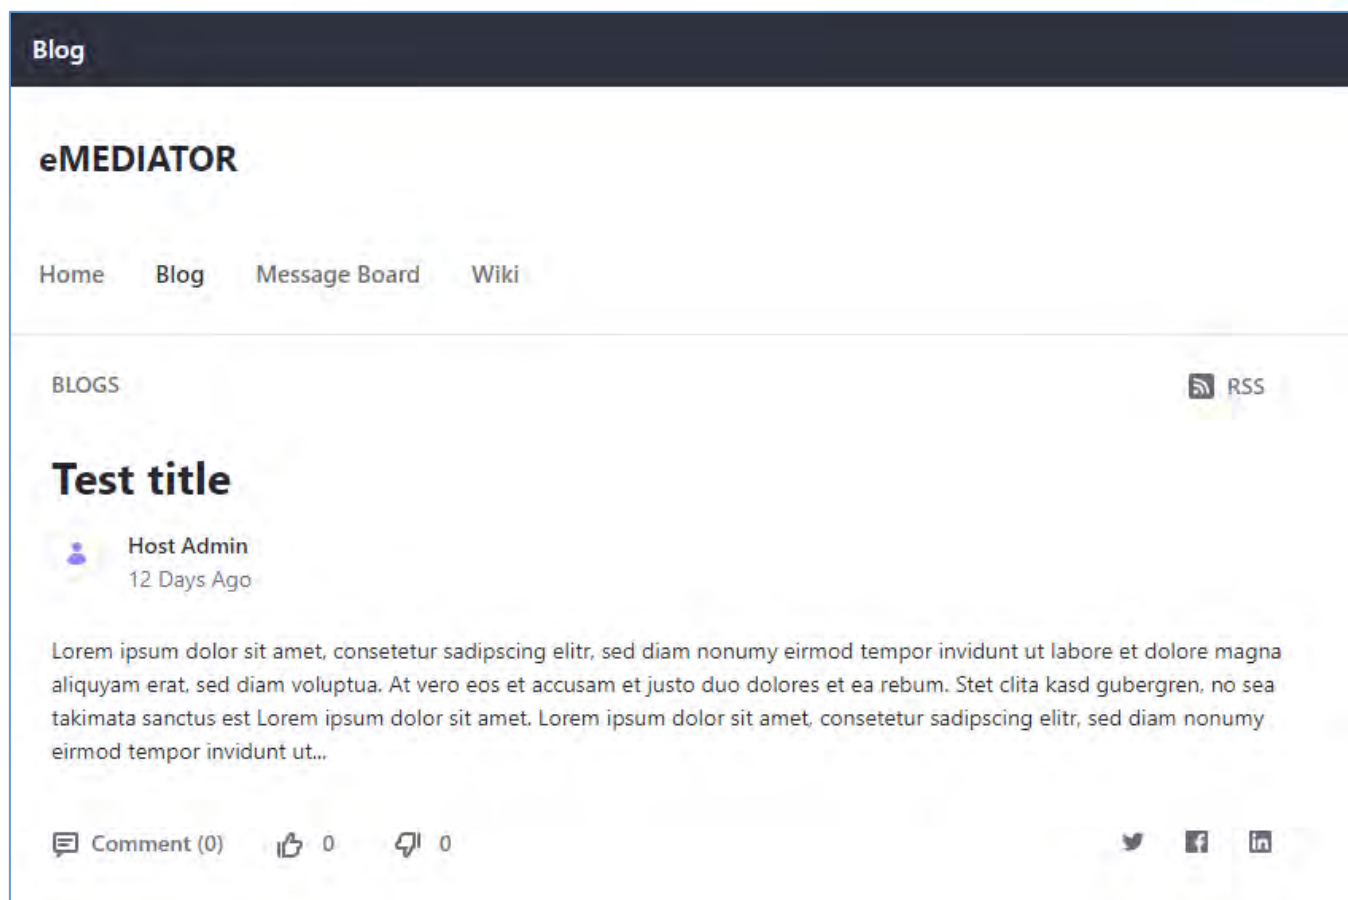 Blog
eMEDIATOR
Home Blog Message Board Wiki
BLOGS RSS
Test title
Host Admin
12 Days Ago
Lorem ipsum dolor sit amet, consetetur sadipscing elitr, sed diam nonumy eirmod tempor invidunt ut labore et dolore magna
aliquyam erat, sed diam voluptua. At vero eos et accusam et justo duo dolores et ea rebum. Stet clita kasd gubergren, no sea
takimata sanctus est Lorem ipsum dolor sit amet. Lorem ipsum dolor sit amet, consetetur sadipscing elitr, sed diam nonumy
eirmod tempor invidunt ut...
Comment (0) 0 0